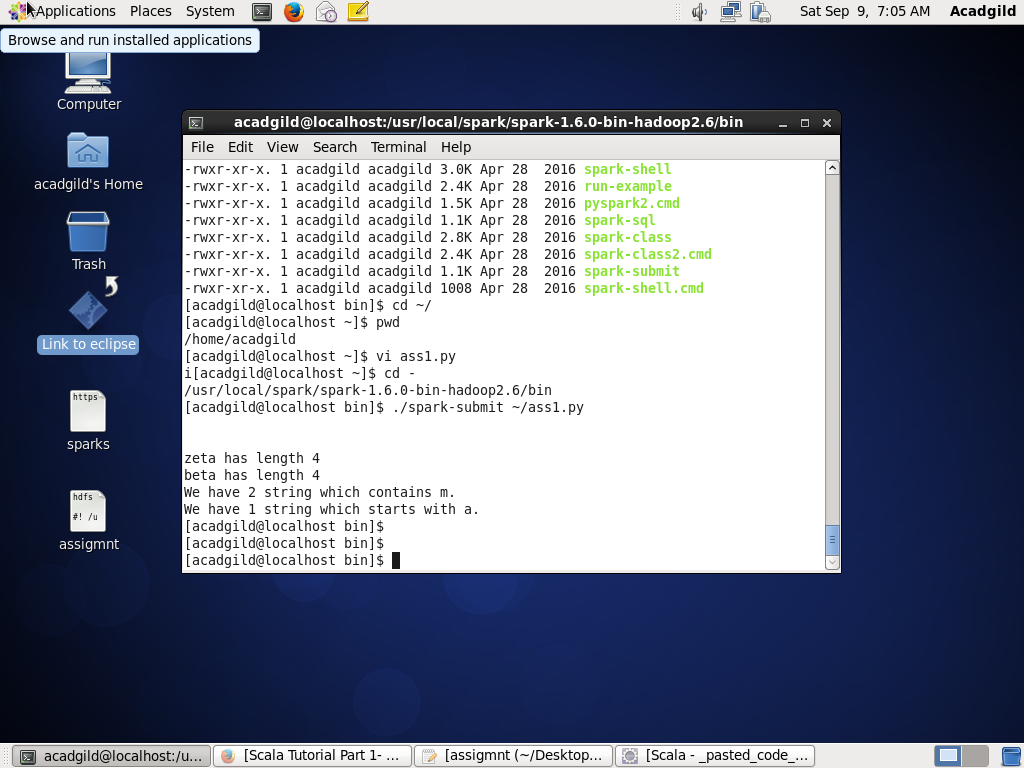 Applications Places System Sat Sep 9, 7:05 AM Acadgild
Browse and run installed applications
Computer
acadgild's Home
Trash
Link to eclipse
https
sparks
hdfs
#! /u
assigmnt
acadgild@localhost:/usr/local/spark/spark-1.6.0-bin-hadoop2.6/bin
File Edit View Search Terminal Help
-rwxr-xr-x. 1 acadgild acadgild 3.0K Apr 28  2016 spark-shell
-rwxr-xr-x. 1 acadgild acadgild 2.4K Apr 28  2016 run-example
-rwxr-xr-x. 1 acadgild acadgild 1.5K Apr 28  2016 pyspark2.cmd
-rwxr-xr-x. 1 acadgild acadgild 1.1K Apr 28  2016 spark-sql
-rwxr-xr-x. 1 acadgild acadgild 2.8K Apr 28  2016 spark-class
-rwxr-xr-x. 1 acadgild acadgild 2.4K Apr 28  2016 spark-class2.cmd
-rwxr-xr-x. 1 acadgild acadgild 1.1K Apr 28  2016 spark-submit
-rwxr-xr-x. 1 acadgild acadgild 1008 Apr 28  2016 spark-shell.cmd
[acadgild@localhost bin]$ cd ~/
[acadgild@localhost ~]$ pwd
/home/acadgild
[acadgild@localhost ~]$ vi ass1.py
i[acadgild@localhost ~]$ cd -
/usr/local/spark/spark-1.6.0-bin-hadoop2.6/bin
[acadgild@localhost bin]$ ./spark-submit ~/ass1.py
zeta has length 4
beta has length 4
We have 2 string which contains m.
We have 1 string which starts with a.
[acadgild@localhost bin]$
[acadgild@localhost bin]$
[acadgild@localhost bin]$
acadgild@localhost:/u... [Scala Tutorial Part 1- ... [assigmnt (~/Desktop... [Scala - _pasted_code_...